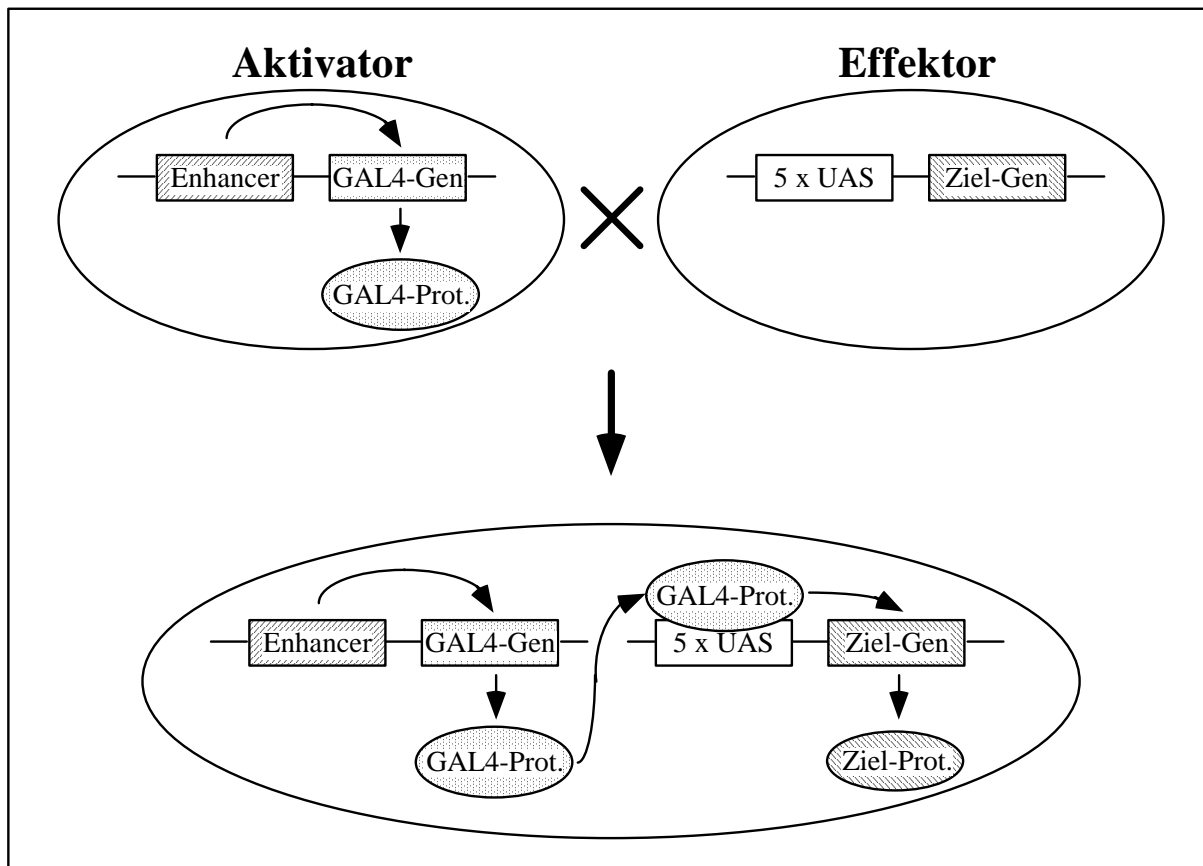 Aktivator
Effektor
Enhancer
GAL4-Gen
5 x UAS
Ziel-Gen
GAL4-Prot.
GAL4-Prot.
Enhancer
GAL4-Gen
5 x UAS
Ziel-Gen
GAL4-Prot.
Ziel-Prot.